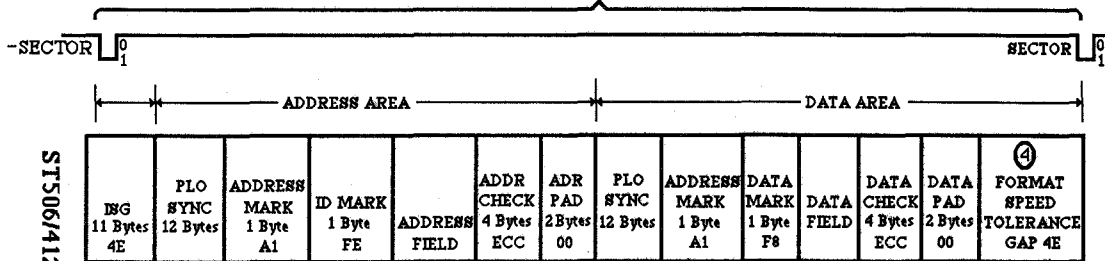 -SECTOR 0 1 SECTOR 0 1
ADDRESS AREA DATA AREA
ST506/412
ISG 11 Bytes 4E
PLO SYNC 12 Bytes
ADDRESS MARK 1 Byte A1
ID MARK 1 Byte FE
ADDRESS FIELD
ADDR CHECK 4 Bytes ECC
ADR PAD 2 Bytes 00
PLO SYNC 12 Bytes
ADDRESS MARK 1 Byte A1
DATA MARK 1 Byte F8
DATA FIELD
DATA CHECK 4 Bytes ECC
DATA PAD 2 Bytes 00
4 FORMAT SPEED TOLERANCE GAP 4E